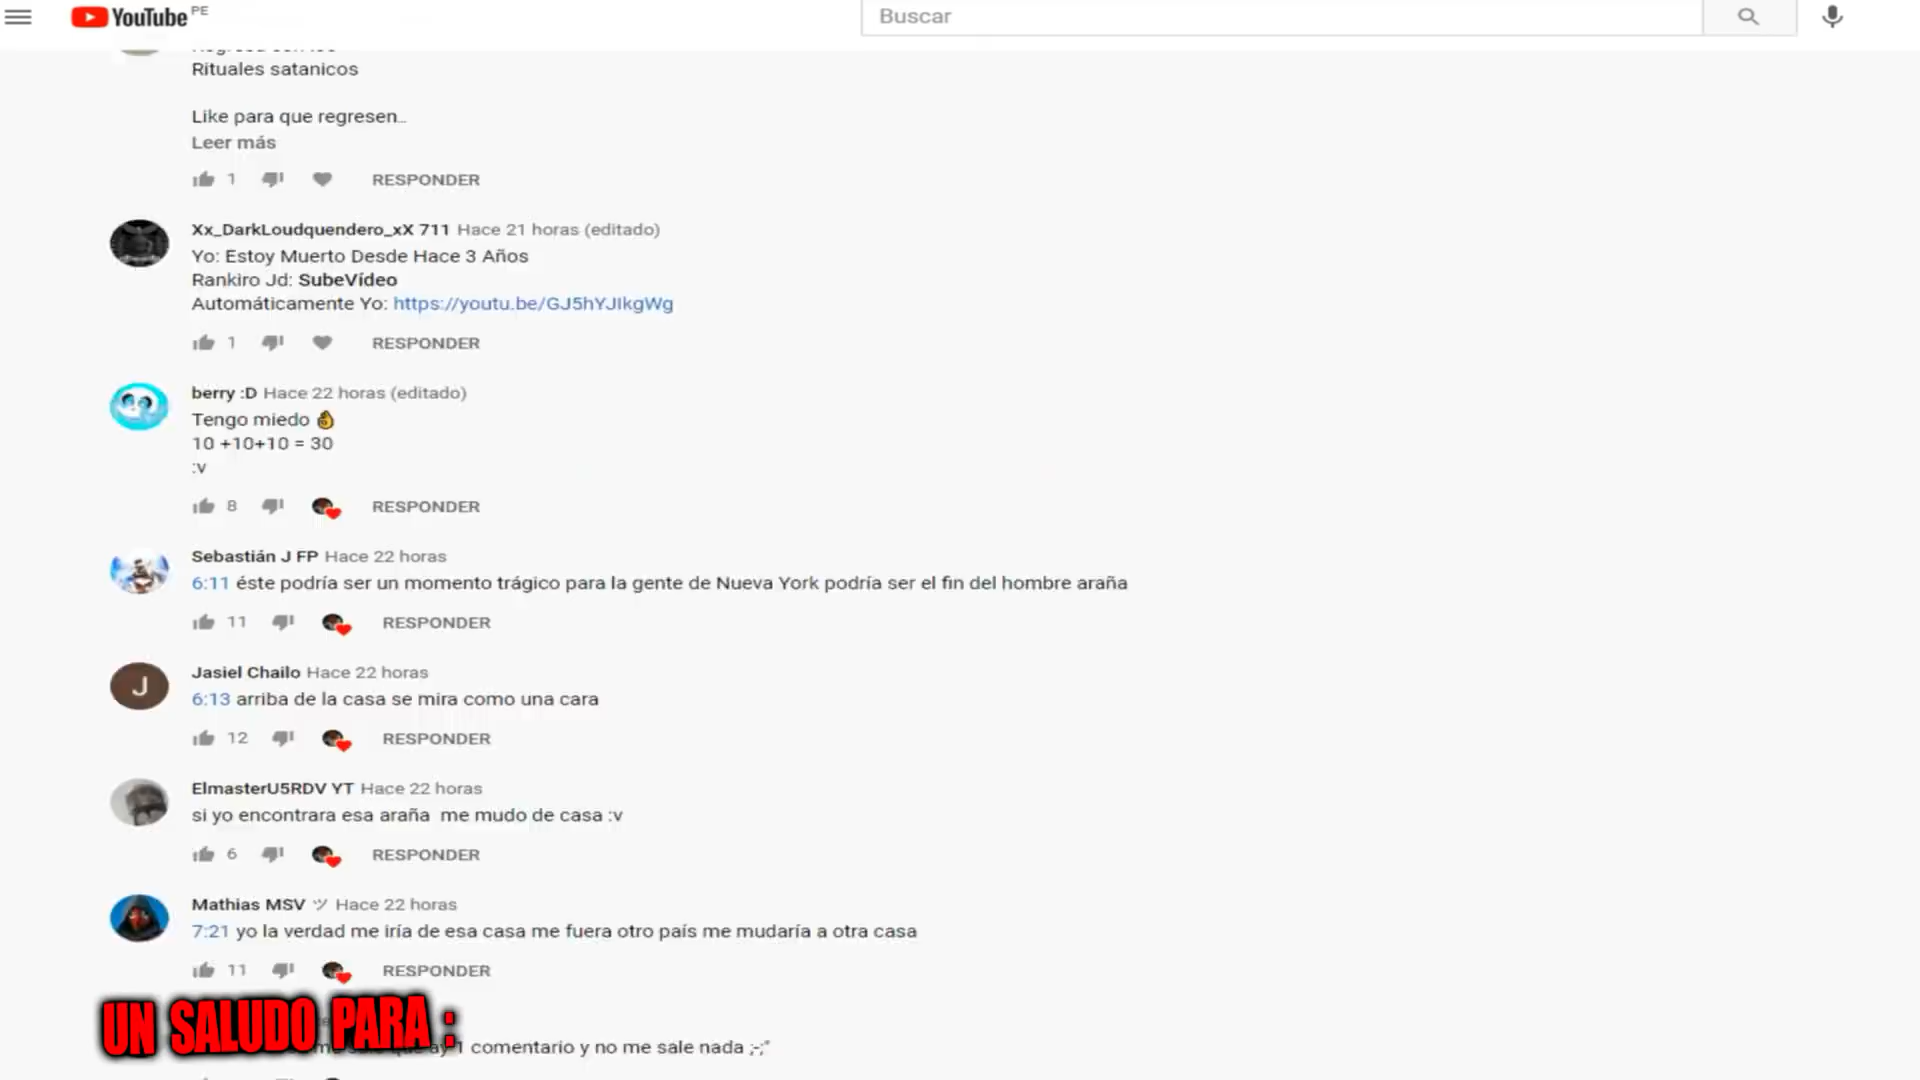 YouTube PE
Buscar
Rituales satanicos
Like para que regresen...
Leer más
1 RESPONDER
Xx_DarkLoudquendero_xX 711 Hace 21 horas (editado)
Yo: Estoy Muerto Desde Hace 3 Años
Rankiro Jd: SubeVídeo
Automáticamente Yo: https://youtu.be/GJ5hYJIkgWg
1 RESPONDER
berry :D Hace 22 horas (editado)
Tengo miedo 👌
10 +10+10 = 30
:v
8 RESPONDER
Sebastián J FP Hace 22 horas
6:11 éste podría ser un momento trágico para la gente de Nueva York podría ser el fin del hombre araña
11 RESPONDER
J
Jasiel Chailo Hace 22 horas
6:13 arriba de la casa se mira como una cara
12 RESPONDER
ElmasterU5RDV YT Hace 22 horas
si yo encontrara esa araña me mudo de casa :v
6 RESPONDER
Mathias MSV ツ Hace 22 horas
7:21 yo la verdad me iría de esa casa me fuera otro país me mudaría a otra casa
11 RESPONDER
UN SALUDO PARA :
ay 1 comentario y no me sale nada ;-;"